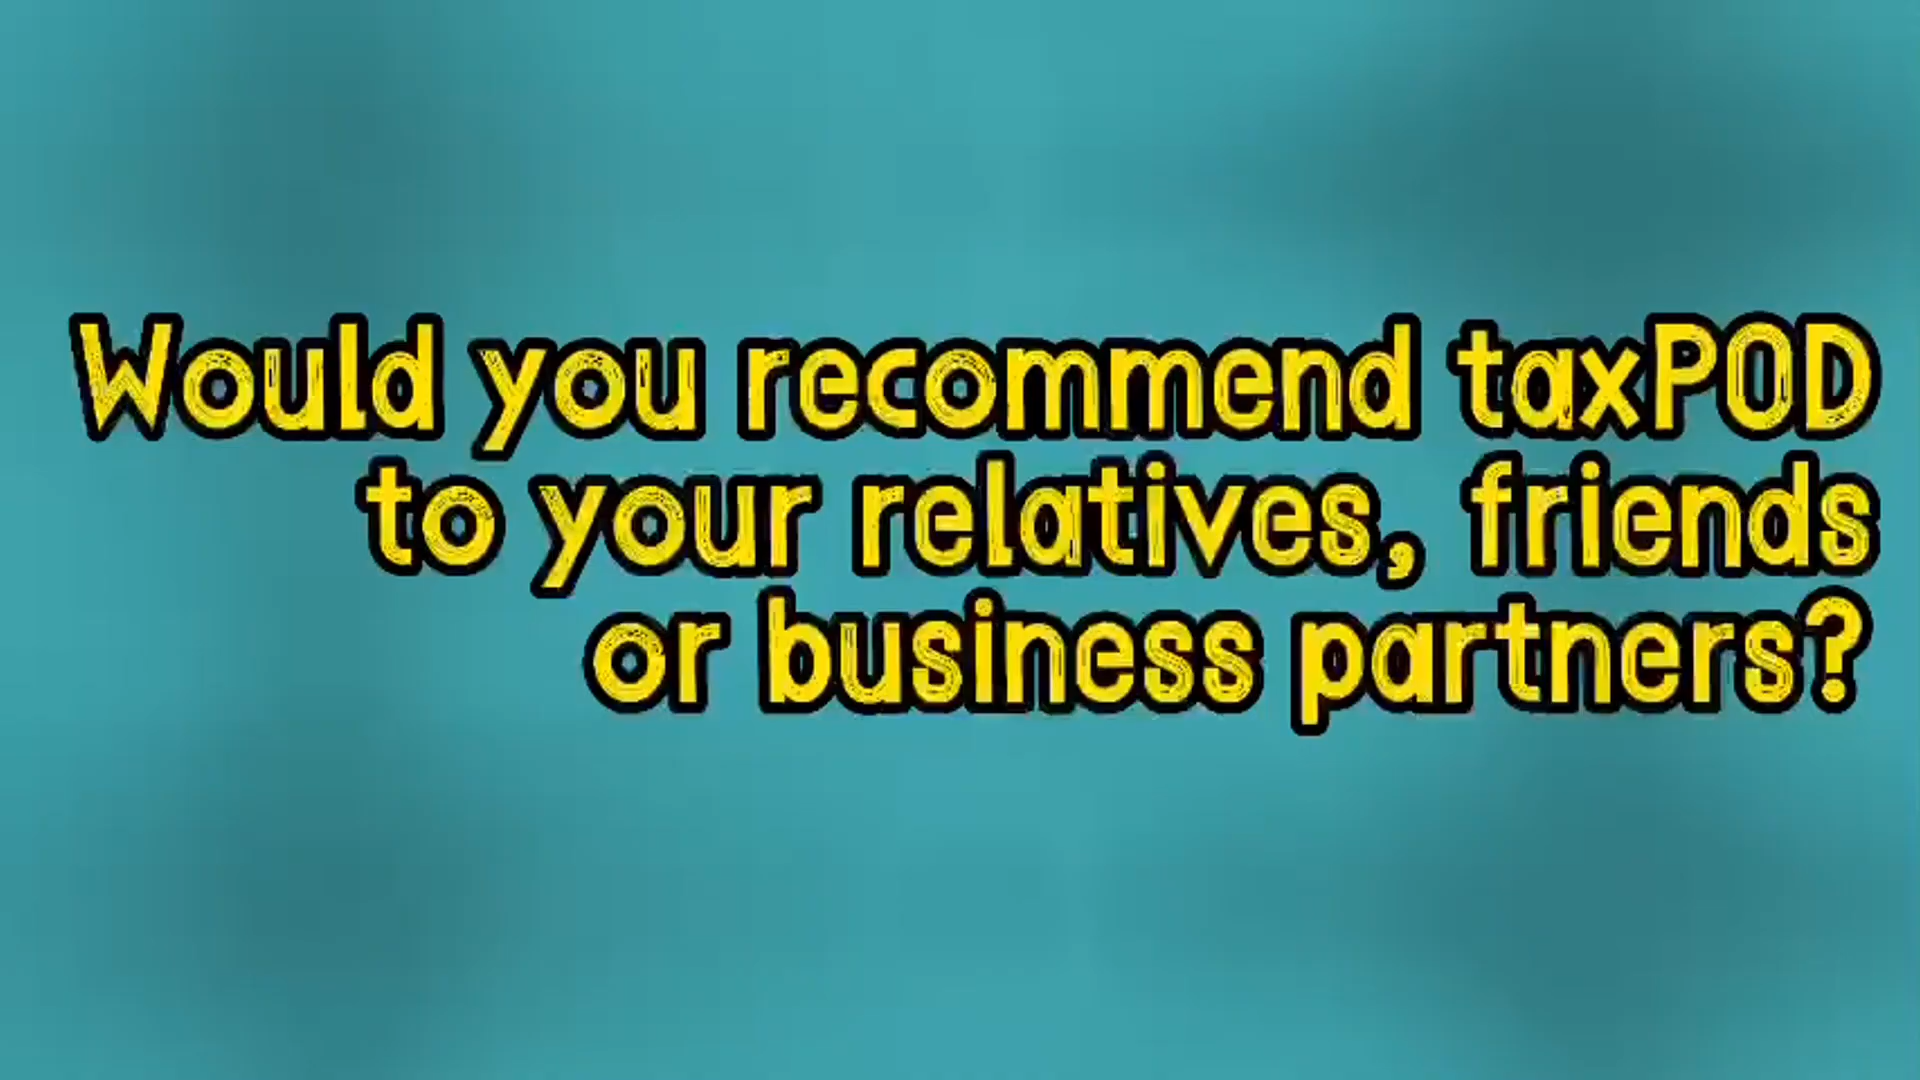 Would you recommend taxPOD
to your relatives, friends
or business partners?